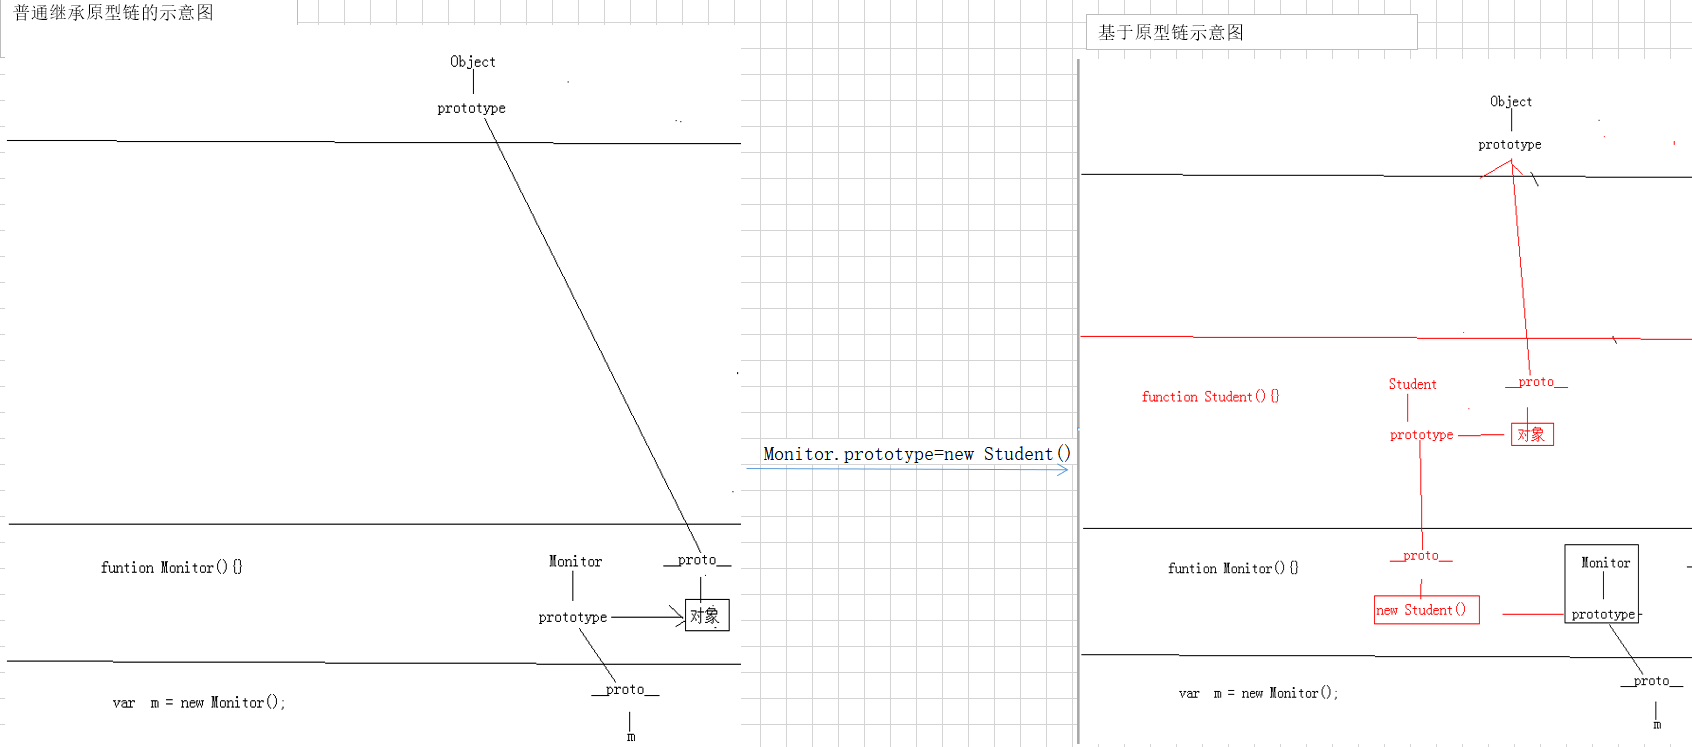 普通继承原型链的示意图
Object
prototype
funtion Monitor(){}
Monitor
__proto__
prototype
对象
var m = new Monitor();
__proto__
m
Monitor.prototype=new Student()
基于原型链示意图
Object
prototype
function Student(){}
Student
__proto__
prototype
对象
funtion Monitor(){}
__proto__
Monitor
new Student()
prototype
var m = new Monitor();
__proto__
m